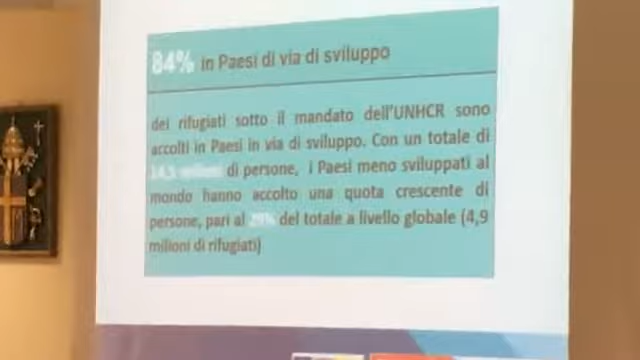 84% in Paesi di via di sviluppo
dei rifugiati sotto il mandato dell'UNHCR sono
accolti in Paesi in via di sviluppo. Con un totale di
di persone, i Paesi meno sviluppati al
mondo hanno accolto una quota crescente di
persone, pari al del totale a livello globale (4,9
milioni di rifugiati)